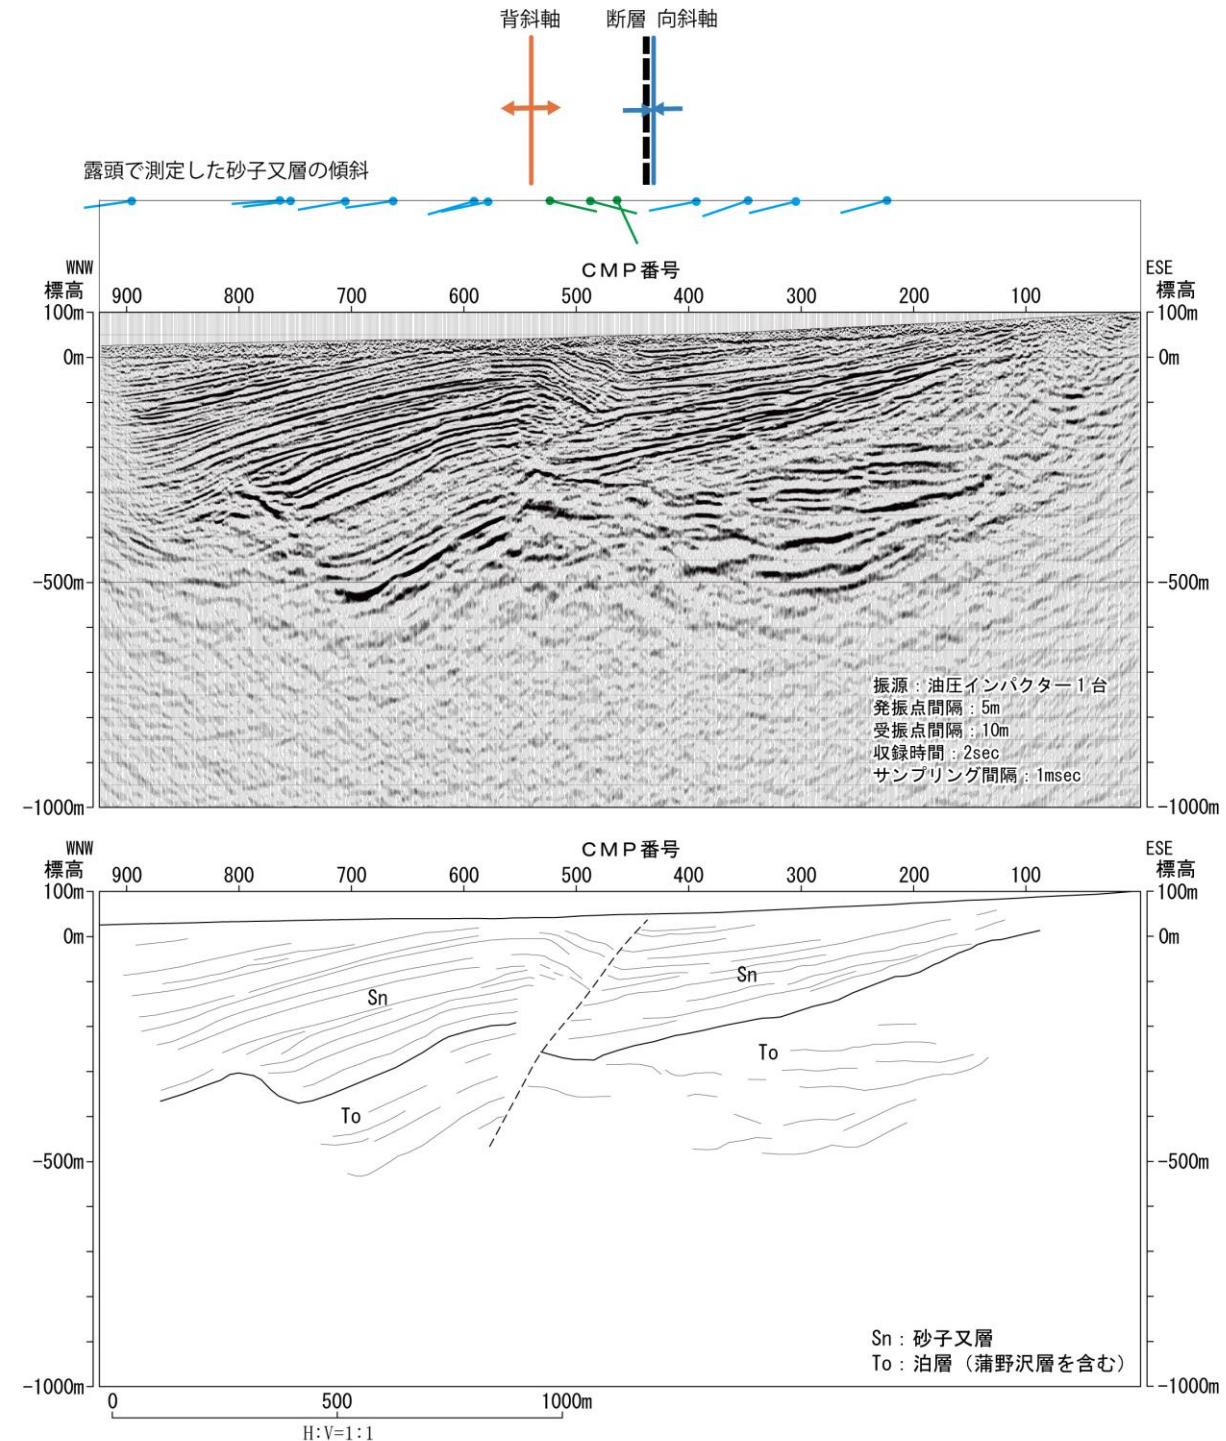 背斜軸 断層 向斜軸
露頭で測定した砂子又層の傾斜
WNW CMP番号 ESE
標高 900 800 700 600 500 400 300 200 100 標高
100m 100m
0m 0m
-500m -500m
振源：油圧インパクター1台
発振点間隔：5m
受振点間隔：10m
収録時間：2sec
サンプリング間隔：1msec
-1000m -1000m
WNW CMP番号 ESE
標高 900 800 700 600 500 400 300 200 100 標高
100m 100m
0m 0m
Sn Sn
To To
-500m -500m
Sn：砂子又層
To：泊層（蒲野沢層を含む）
-1000m -1000m
0 500 1000m
H:V=1:1